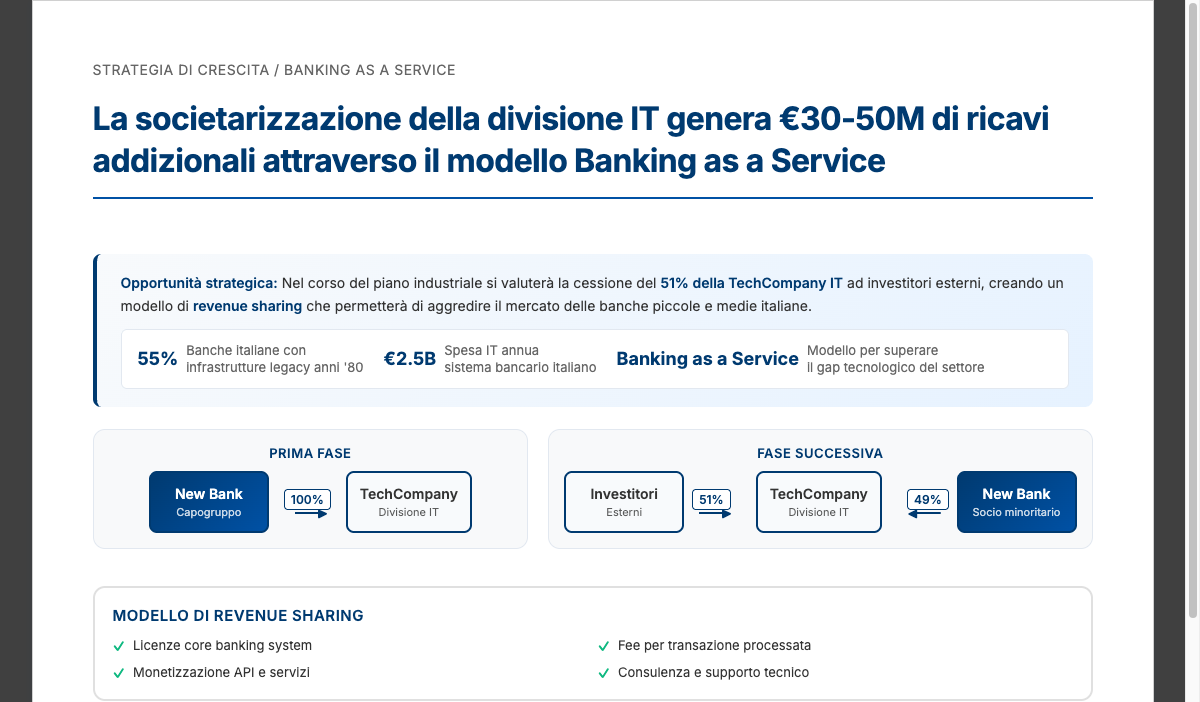 STRATEGIA DI CRESCITA / BANKING AS A SERVICE
La societarizzazione della divisione IT genera €30-50M di ricavi
addizionali attraverso il modello Banking as a Service
Opportunità strategica: Nel corso del piano industriale si valuterà la cessione del 51% della TechCompany IT ad investitori esterni, creando un
modello di revenue sharing che permetterà di aggredire il mercato delle banche piccole e medie italiane.
55%
Banche italiane con
infrastrutture legacy anni '80
€2.5B
Spesa IT annua
sistema bancario italiano
Banking as a Service
Modello per superare
il gap tecnologico del settore
PRIMA FASE
New Bank
Capogruppo
100%
TechCompany
Divisione IT
FASE SUCCESSIVA
Investitori
Esterni
51%
TechCompany
Divisione IT
49%
New Bank
Socio minoritario
MODELLO DI REVENUE SHARING
Licenze core banking system
Fee per transazione processata
Monetizzazione API e servizi
Consulenza e supporto tecnico